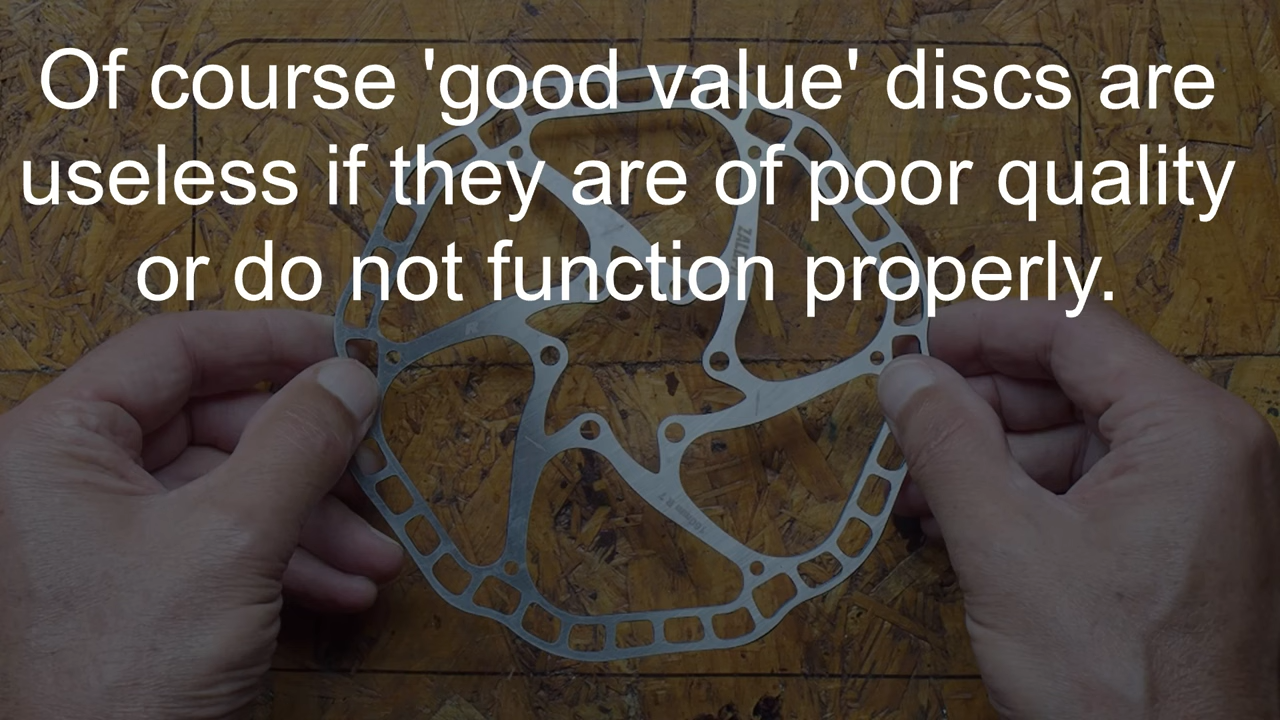 Of course 'good value' discs are
useless if they are of poor quality
or do not function properly.
R